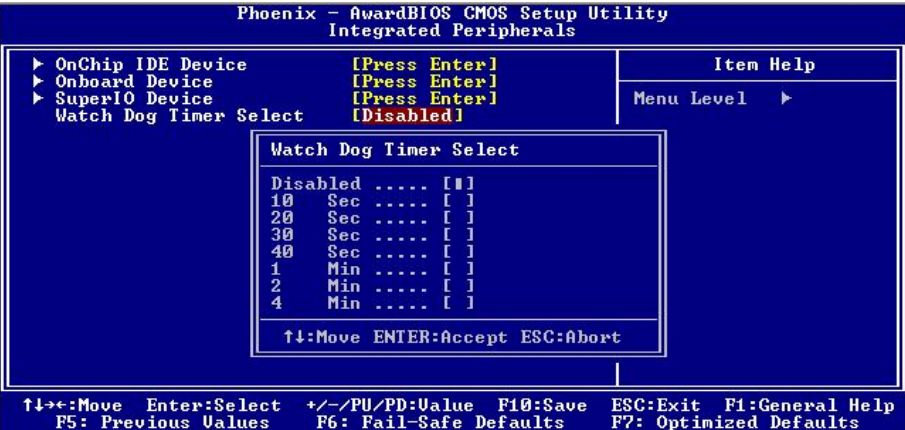 Phoenix - AwardBIOS CMOS Setup Utility
Integrated Peripherals
▶ OnChip IDE Device [Press Enter]
▶ Onboard Device [Press Enter]
▶ SuperIO Device [Press Enter]
Watch Dog Timer Select [Disabled]
Item Help
Menu Level ▶
Watch Dog Timer Select
Disabled ..... [▮]
10 Sec ..... [ ]
20 Sec ..... [ ]
30 Sec ..... [ ]
40 Sec ..... [ ]
1 Min ..... [ ]
2 Min ..... [ ]
4 Min ..... [ ]
↑↓:Move ENTER:Accept ESC:Abort
↑↓→←:Move Enter:Select +/-/PU/PD:Value F10:Save ESC:Exit F1:General Help
F5: Previous Values F6: Fail-Safe Defaults F7: Optimized Defaults